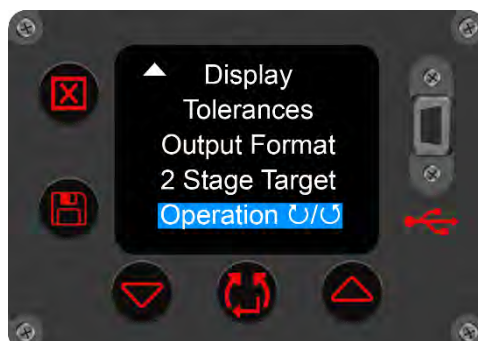 Display
Tolerances
Output Format
2 Stage Target
Operation ↻/↺